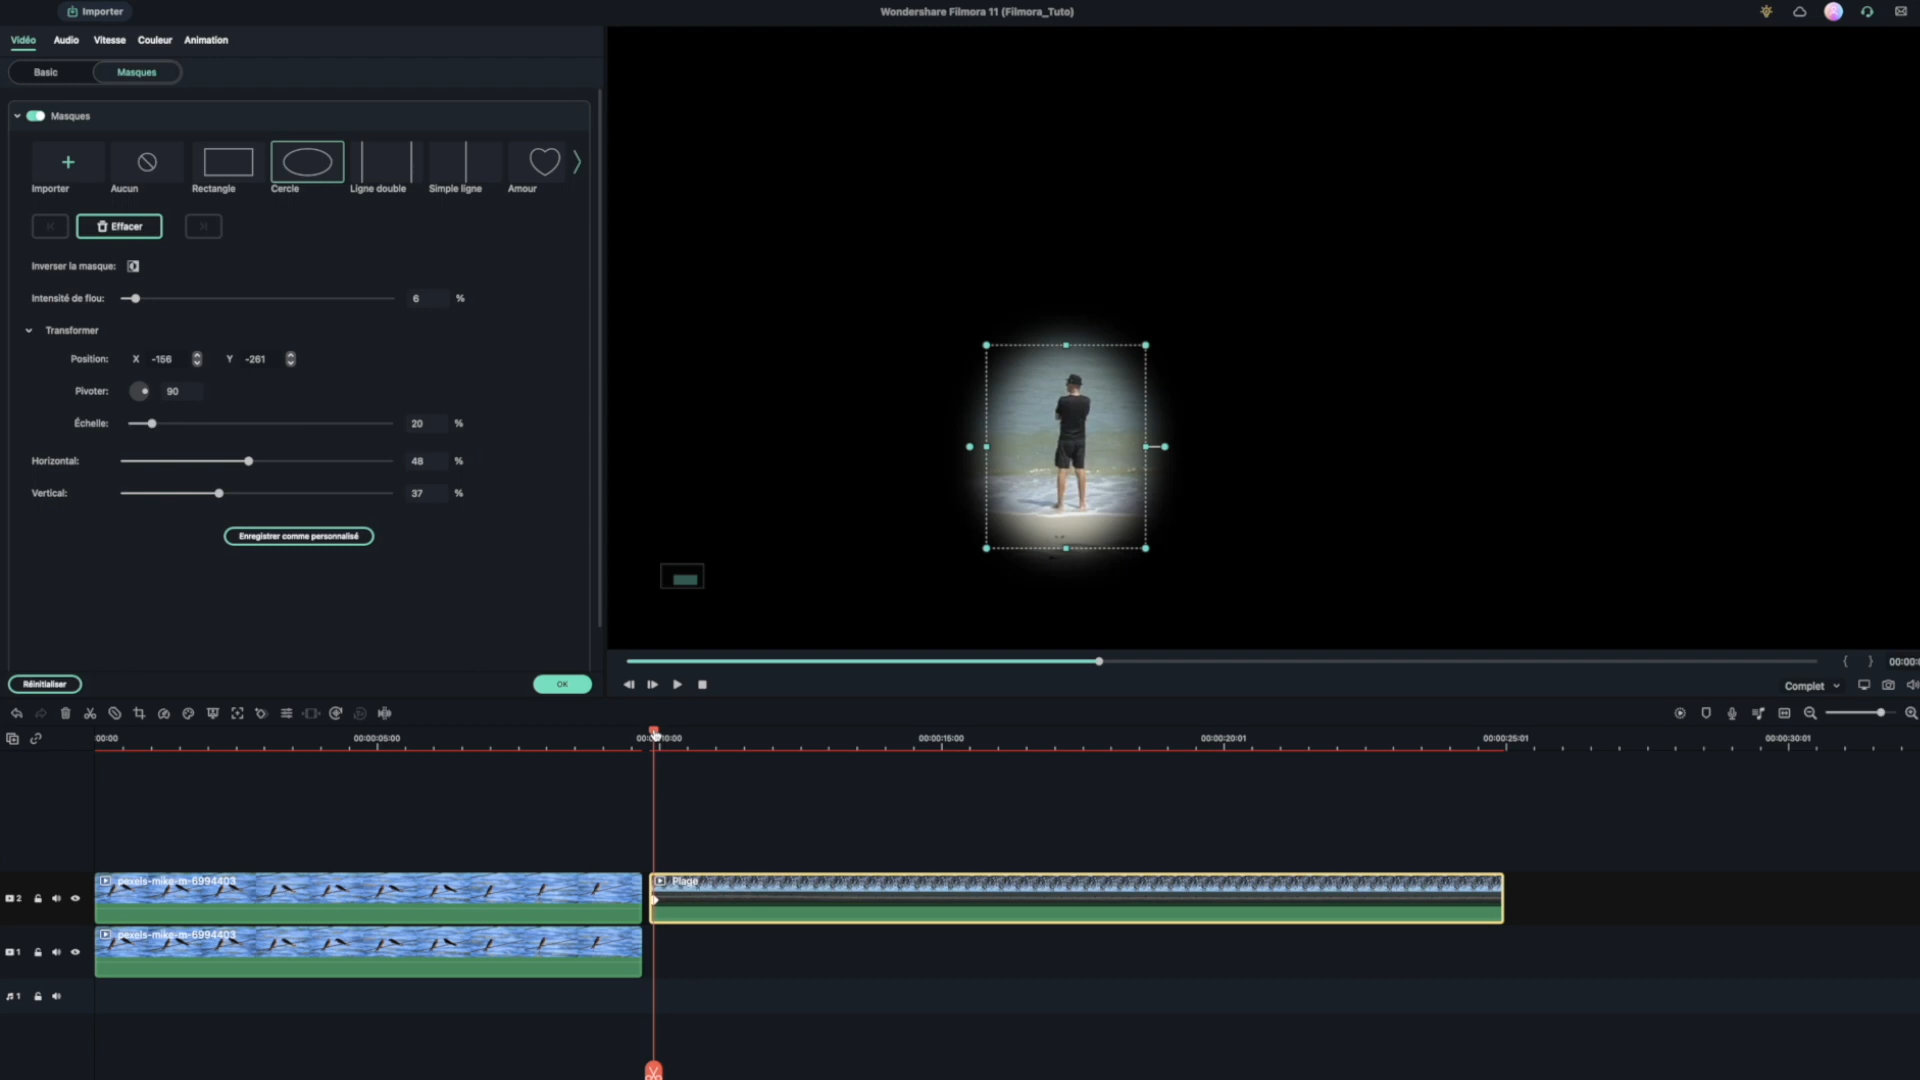 Importer
Wondershare Filmora 11 (Filmora_Tuto)
Vidéo Audio Vitesse Couleur Animation
Basic Masques
Masques
Importer Aucun Rectangle Cercle Ligne double Simple ligne Amour
Effacer
Inverser la masque:
Intensité de flou: 6 %
Transformer
Position: X -156 Y -261
Pivoter: 90
Échelle: 20 %
Horizontal: 48 %
Vertical: 37 %
Enregistrer comme personnalisé
Réinitialiser OK
{ } 00:00:
Complet
00:00 00:00:05:00 00:00:10:00 00:00:15:00 00:00:20:01 00:00:25:01 00:00:30:01
pexels-mike-m-6994403 Plage
2
pexels-mike-m-6994403
1
1